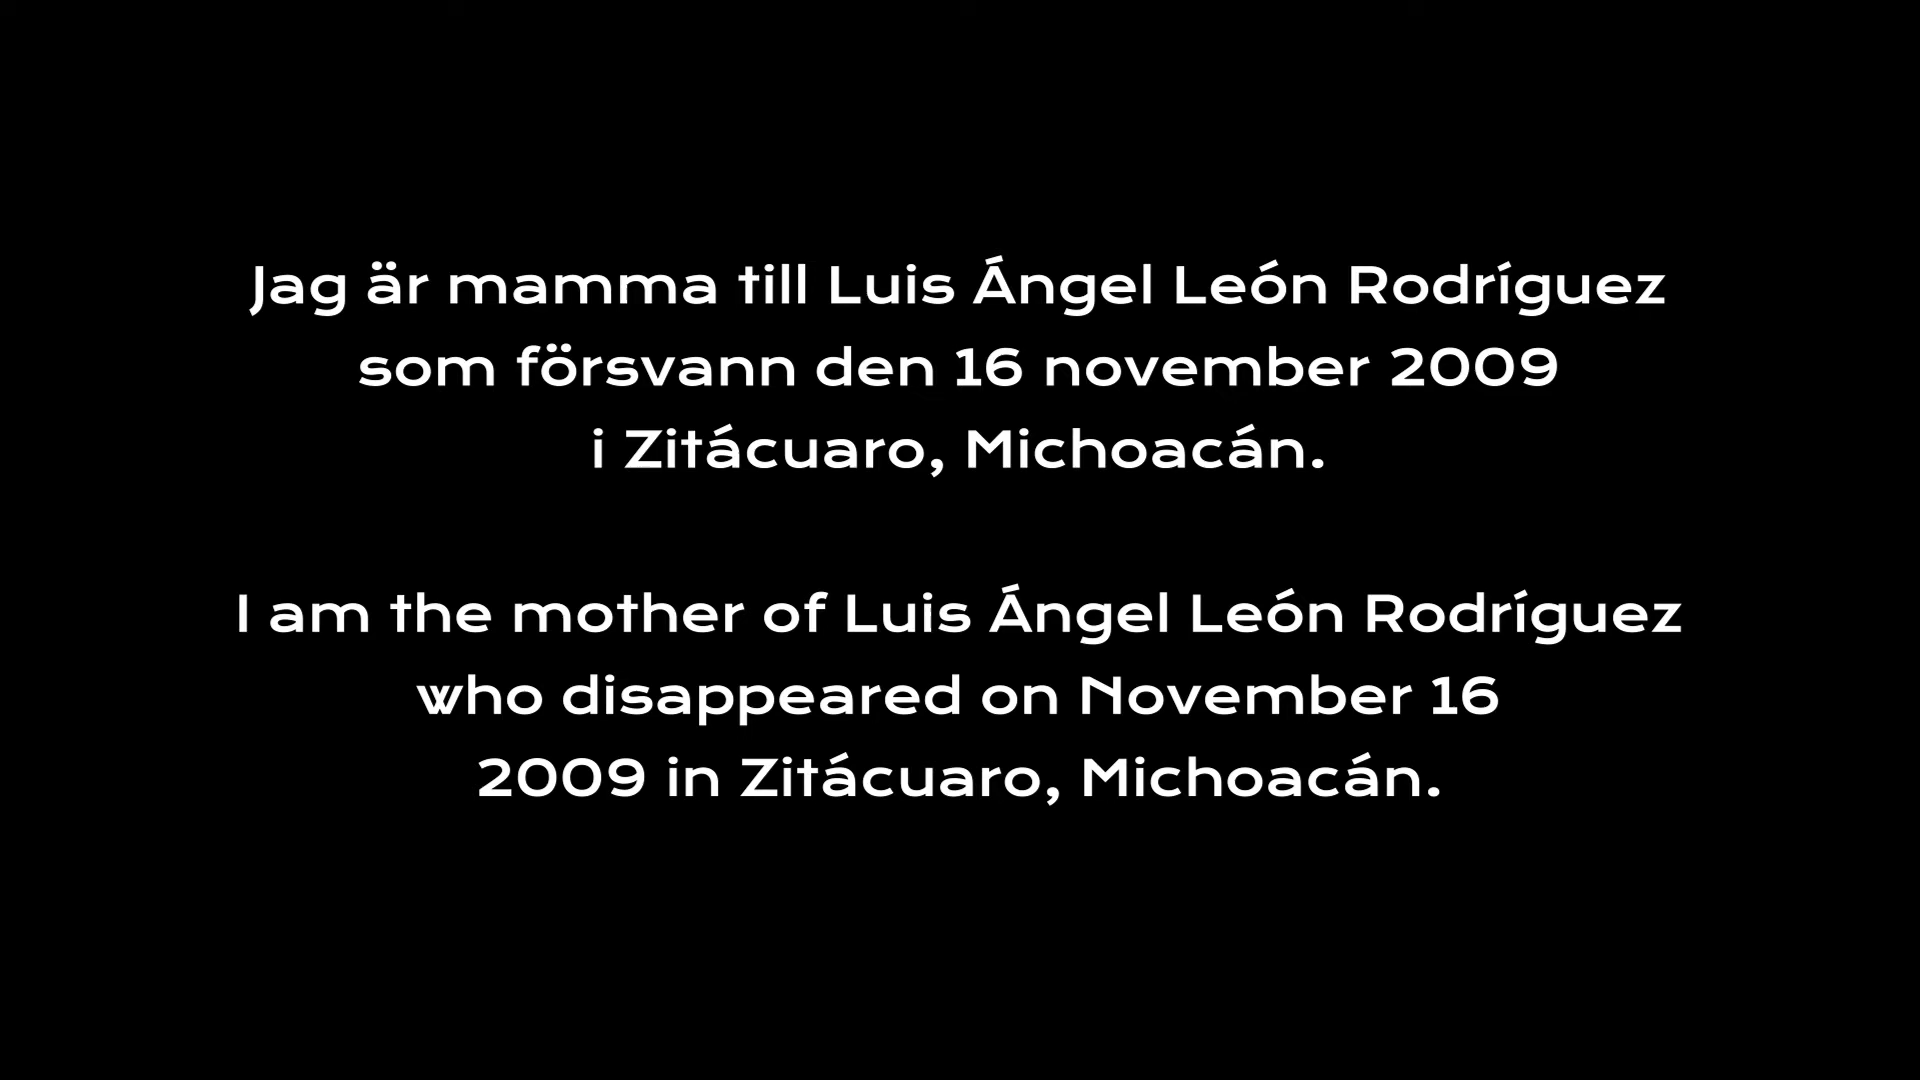 Jag är mamma till Luis Ángel León Rodríguez
som försvann den 16 november 2009
i Zitácuaro, Michoacán.
I am the mother of Luis Ángel León Rodríguez
who disappeared on November 16
2009 in Zitácuaro, Michoacán.